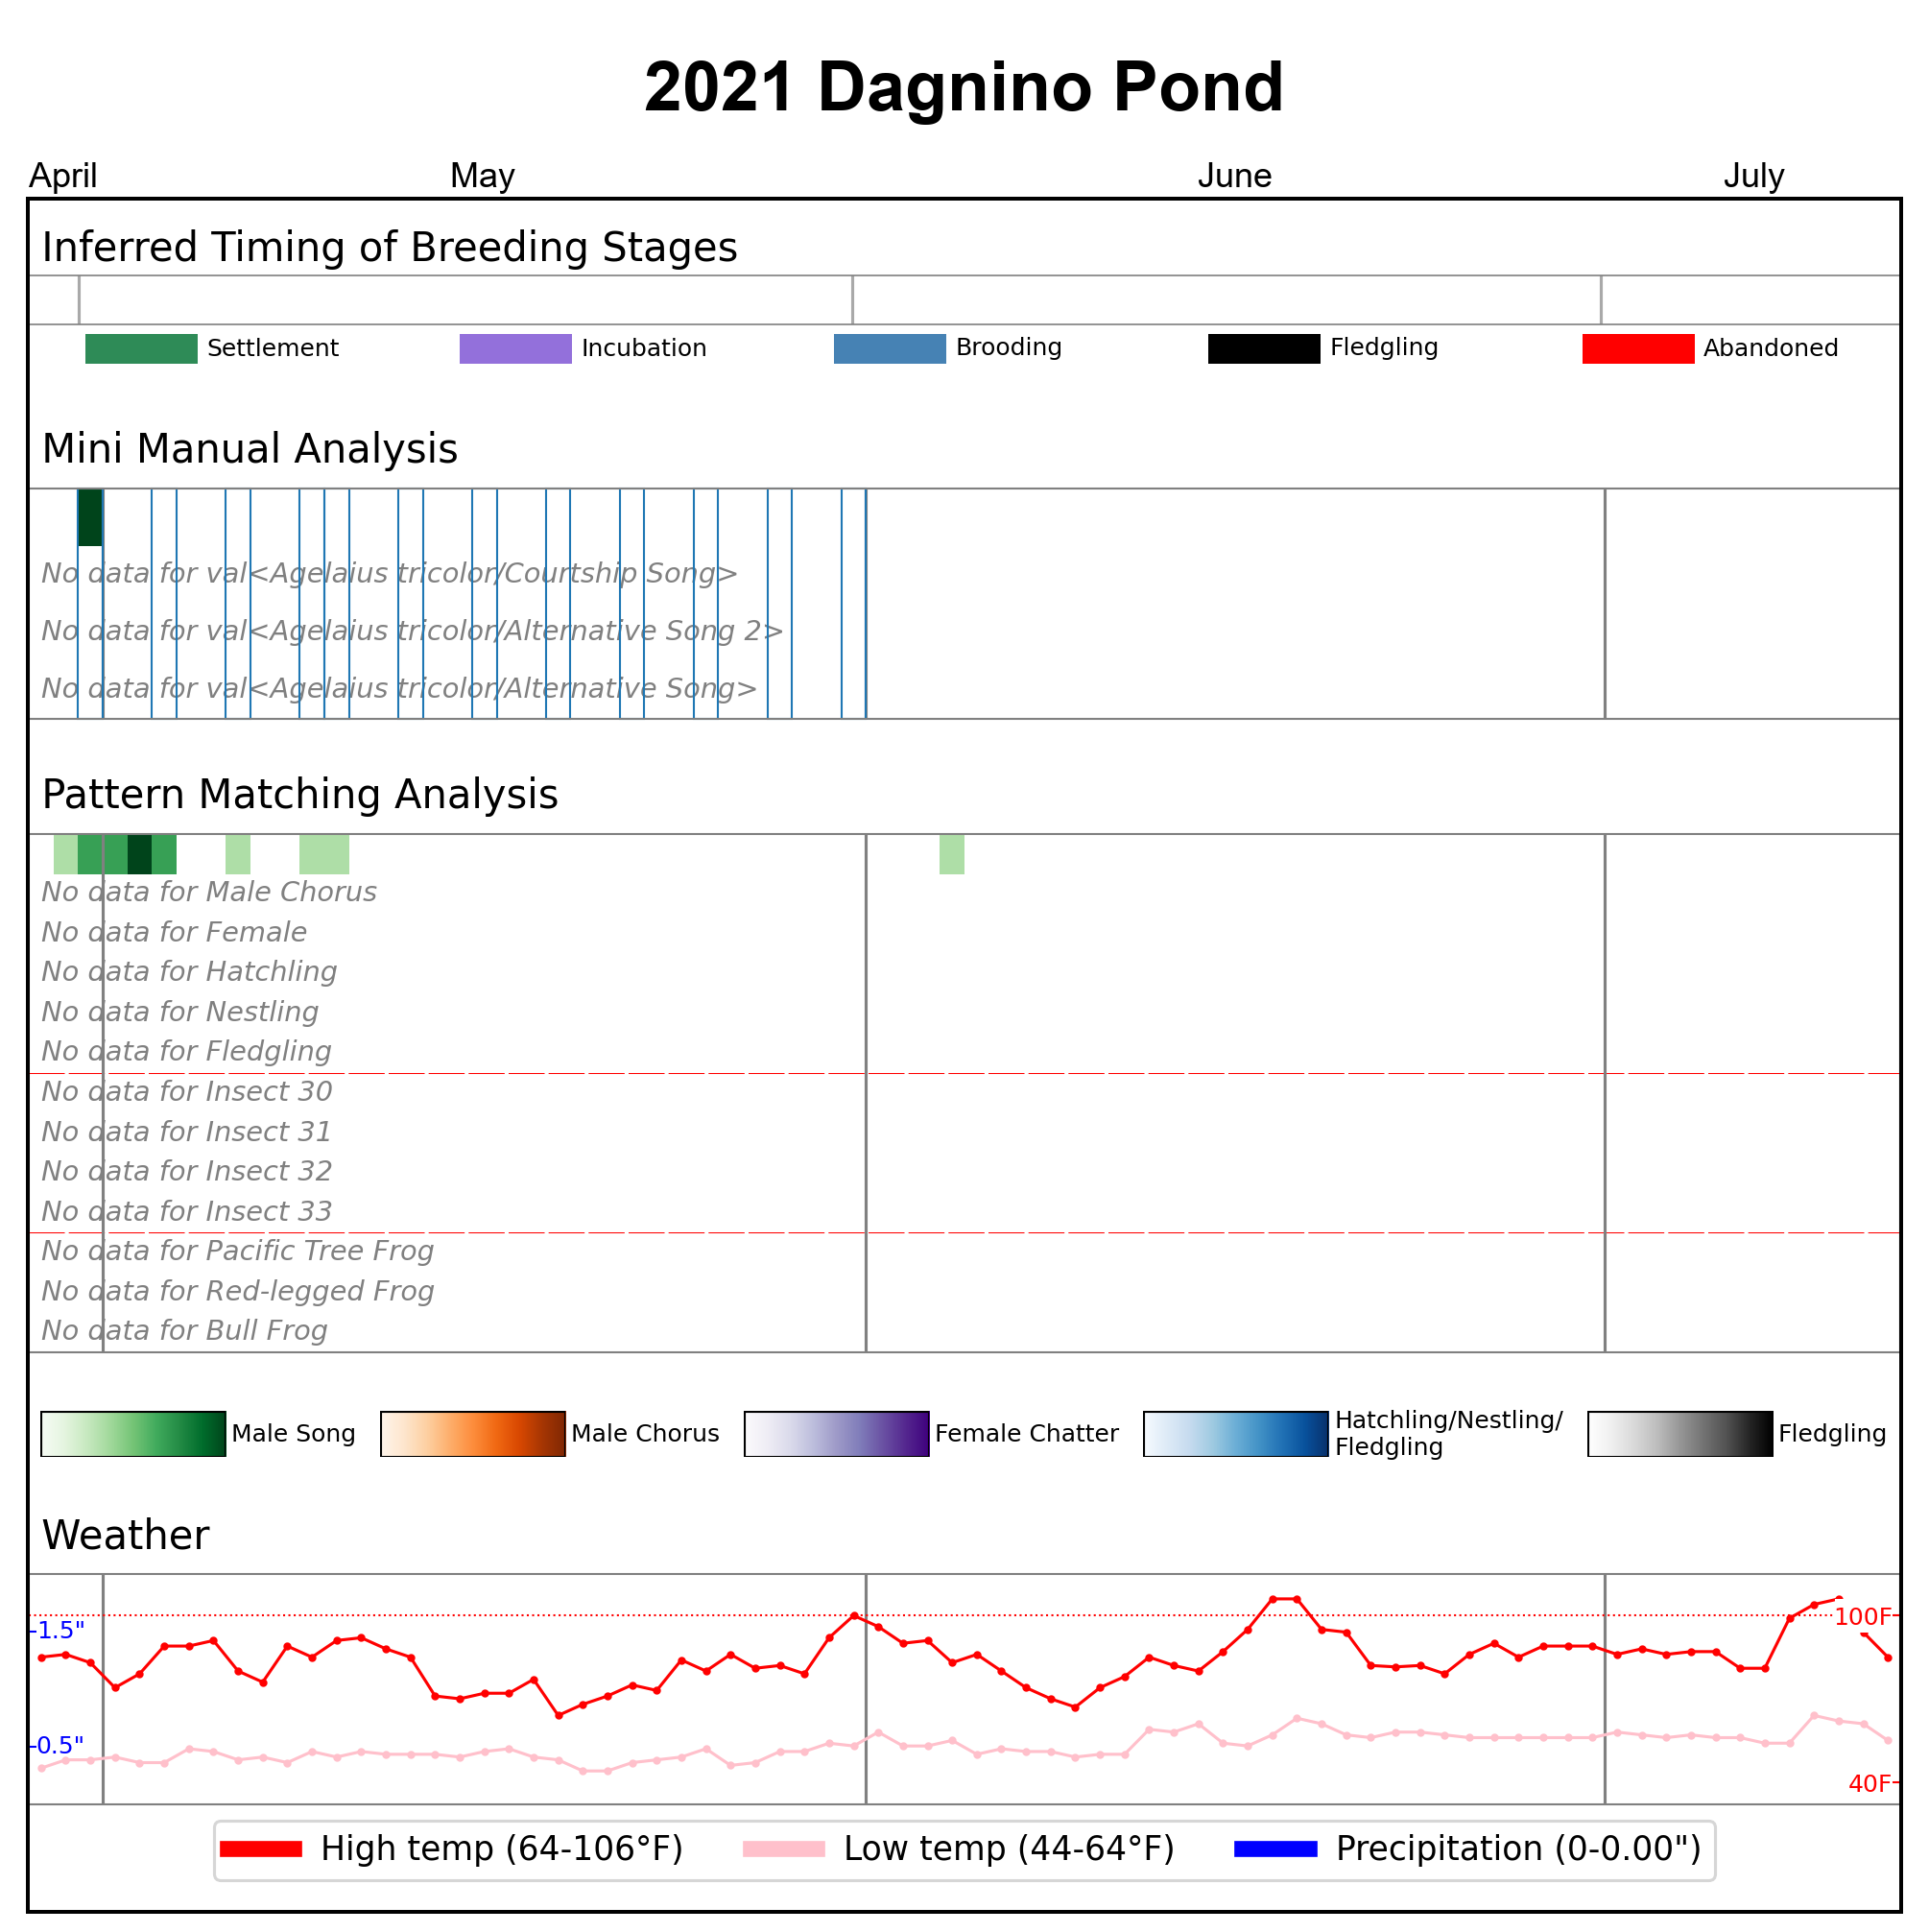 2021 Dagnino Pond
April May June July
Inferred Timing of Breeding Stages
Settlement Incubation Brooding Fledgling Abandoned
Mini Manual Analysis
No data for val<Agelaius tricolor/Courtship Song>
No data for val<Agelaius tricolor/Alternative Song 2>
No data for val<Agelaius tricolor/Alternative Song>
Pattern Matching Analysis
No data for Male Chorus
No data for Female
No data for Hatchling
No data for Nestling
No data for Fledgling
No data for Insect 30
No data for Insect 31
No data for Insect 32
No data for Insect 33
No data for Pacific Tree Frog
No data for Red-legged Frog
No data for Bull Frog
Male Song Male Chorus Female Chatter Hatchling/Nestling/
Fledgling Fledgling
Weather
1.5" 100F
0.5" 40F
High temp (64-106°F) Low temp (44-64°F) Precipitation (0-0.00")